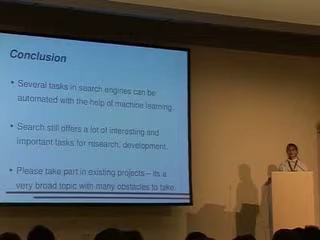 Conclusion
• Several tasks in search engines can be
automated with the help of machine learning.
• Search still offers a lot of interesting and
important tasks for research, development.
• Please take part in existing projects – its a
very broad topic with many obstacles to take.